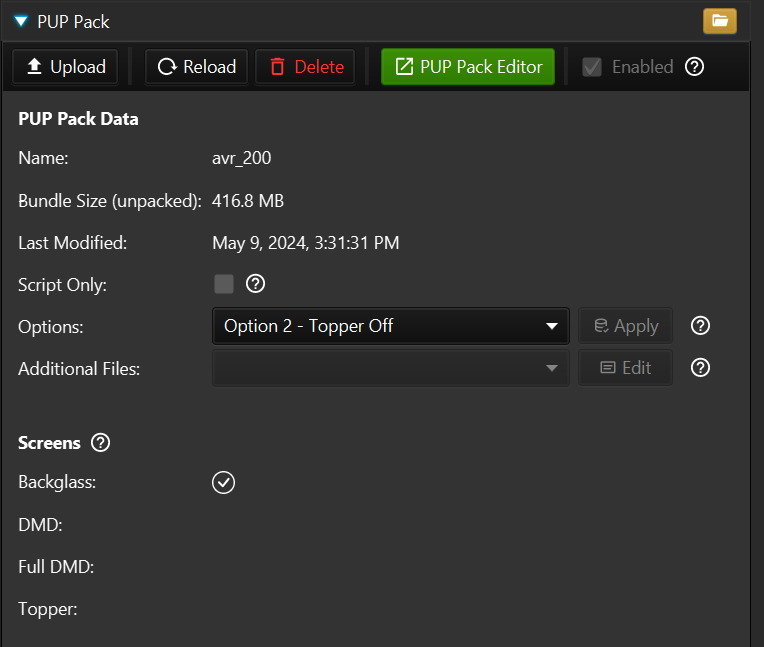 PUP Pack
Upload Reload Delete PUP Pack Editor Enabled ?
PUP Pack Data
Name: avr_200
Bundle Size (unpacked): 416.8 MB
Last Modified: May 9, 2024, 3:31:31 PM
Script Only: ?
Options: Option 2 - Topper Off Apply ?
Additional Files: Edit ?
Screens ?
Backglass:
DMD:
Full DMD:
Topper: